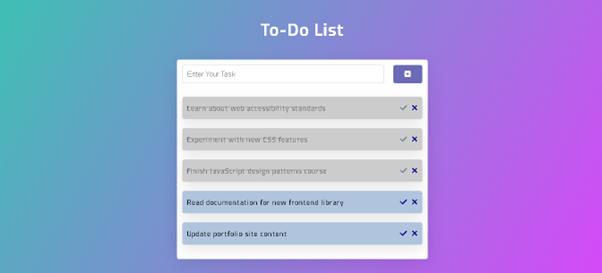 To-Do List
Enter Your Task
Learn about web accessibility standards
Experiment with new CSS features
Finish JavaScript design patterns course
Read documentation for new frontend library
Update portfolio site content